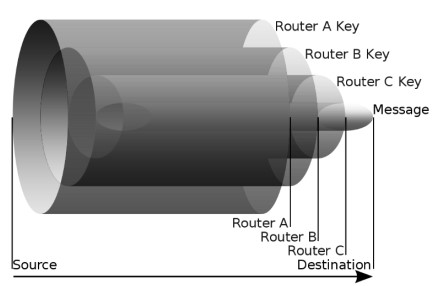 Router A Key
Router B Key
Router C Key
Message
Router A
Router B
Router C
Source
Destination